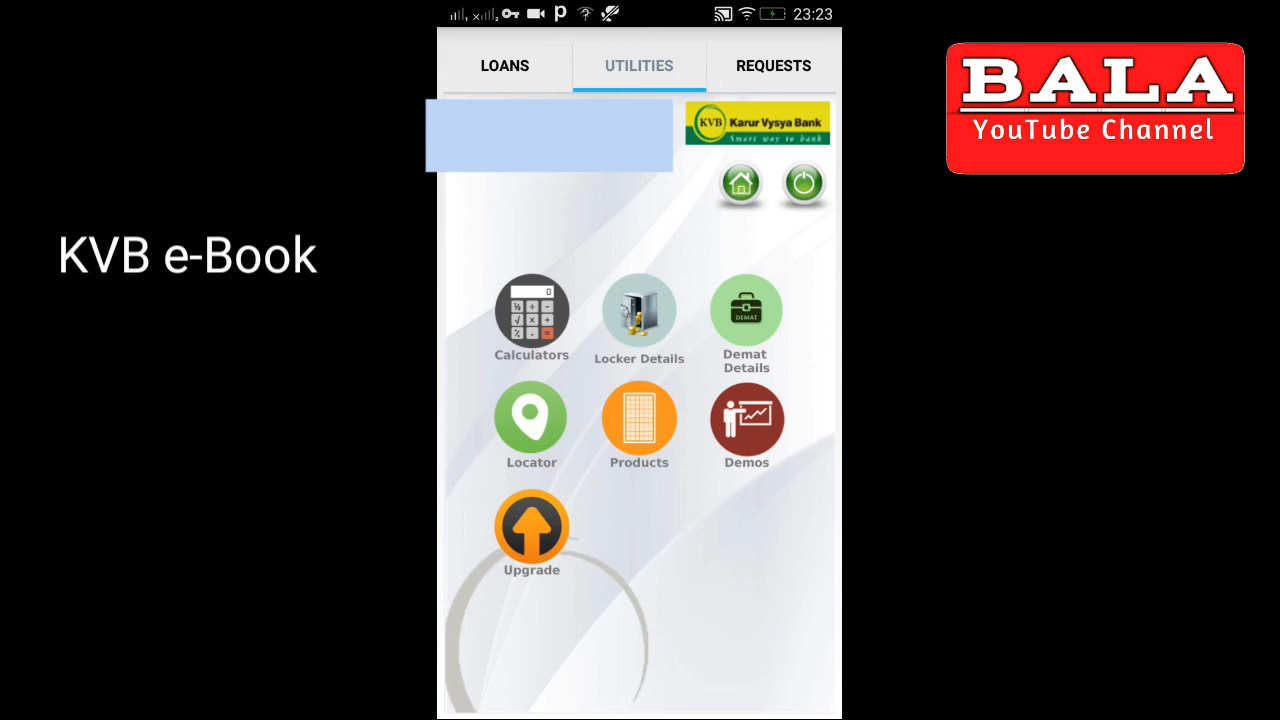 23:23
LOANS UTILITIES REQUESTS
KVB Karur Vysya Bank
Smart way to bank
BALA
YouTube Channel
KVB e-Book
Calculators Locker Details Demat
Details
DEMAT
Locator Products Demos
Upgrade